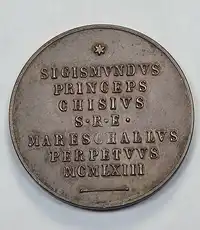 SIGISMVNDVS
PRINCEPS
CHISIVS
S·R·E·
MARESCHALLVS
PERPETVVS
MCMLXIII